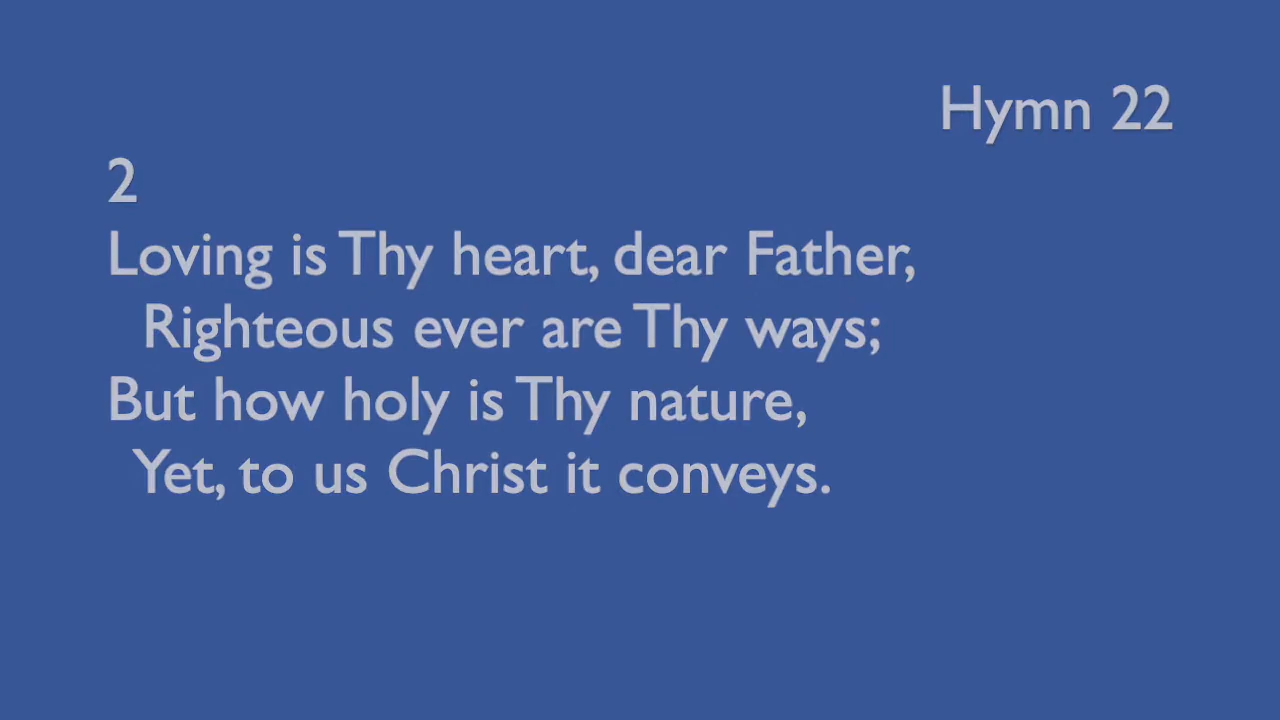 Hymn 22
2
Loving is Thy heart, dear Father,
Righteous ever are Thy ways;
But how holy is Thy nature,
Yet, to us Christ it conveys.